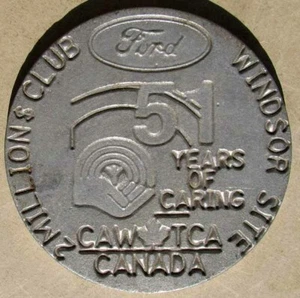 Ford
2 MILLION$ CLUB
WINDSOR SITE
51
YEARS
OF
CARING
CAW TCA
CANADA